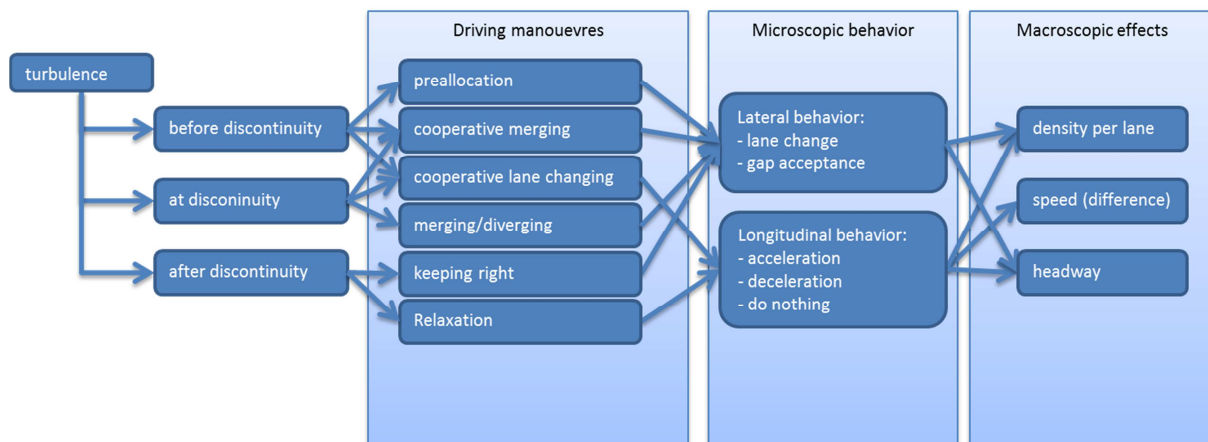 Driving manouevres
Microscopic behavior
Macroscopic effects
turbulence
before discontinuity
at disconinuity
after discontinuity
preallocation
cooperative merging
cooperative lane changing
merging/diverging
keeping right
Relaxation
Lateral behavior:
- lane change
- gap acceptance
Longitudinal behavior:
- acceleration
- deceleration
- do nothing
density per lane
speed (difference)
headway